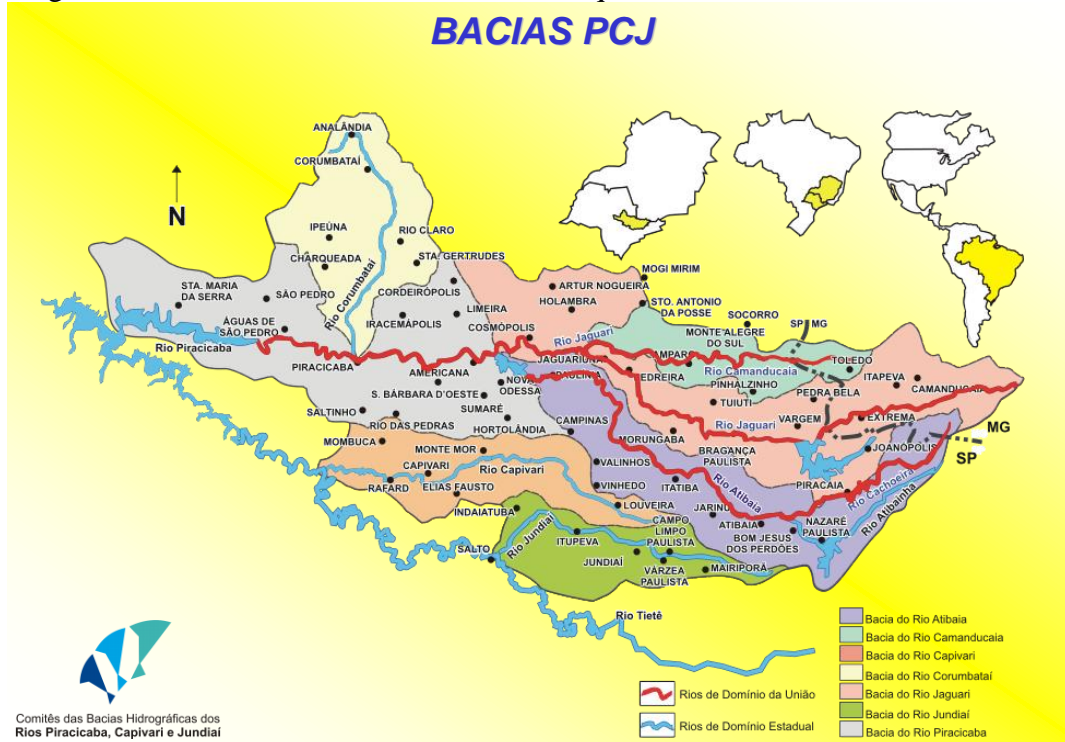 BACIAS PCJ
N
ANALÂNDIA
CORUMBATAÍ
IPEÚNA
RIO CLARO
CHARQUEADA
STA. GERTRUDES
Rio Corumbataí
CORDEIRÓPOLIS
STA. MARIA
DA SERRA
SÃO PEDRO
ÁGUAS DE
SÃO PEDRO
Rio Piracicaba
PIRACICABA
IRACEMÁPOLIS
LIMEIRA
COSMÓPOLIS
ARTUR NOGUEIRA
HOLAMBRA
MOGI MIRIM
STO. ANTONIO
DA POSSE
SOCORRO
SP MG
MONTE ALEGRE
DO SUL
Rio Jaguari
JAGUARIUNA
AMPARO
Rio Camanducaia
TOLEDO
AMERICANA
NOVA
ODESSA
PAULÍNIA
PEDREIRA
PINHALZINHO
TUIUTI
PEDRA BELA
ITAPEVA
CAMANDUCAIA
S. BÁRBARA D'OESTE
SUMARÉ
HORTOLÂNDIA
SALTINHO
RIO DAS PEDRAS
CAMPINAS
MORUNGABA
Rio Jaguari
BRAGANÇA
PAULISTA
VARGEM
EXTREMA
JOANÓPOLIS
MG
SP
MOMBUCA
MONTE MOR
CAPIVARI
Rio Capivari
RAFARD
ELIAS FAUSTO
VALINHOS
VINHEDO
ITATIBA
Rio Atibaia
PIRACAIA
Rio Cachoeira
Rio Atibainha
LOUVEIRA
JARINU
ATIBAIA
NAZARÉ
PAULISTA
BOM JESUS
DOS PERDÕES
INDAIATUBA
CAMPO
LIMPO
PAULISTA
SALTO
Rio Jundiaí
ITUPEVA
JUNDIAÍ
VÁRZEA
PAULISTA
MAIRIPORÃ
Rio Tietê
Bacia do Rio Atibaia
Bacia do Rio Camanducaia
Bacia do Rio Capivari
Bacia do Rio Corumbataí
Bacia do Rio Jaguari
Bacia do Rio Jundiaí
Bacia do Rio Piracicaba
Rios de Domínio da União
Rios de Domínio Estadual
Comitês das Bacias Hidrográficas dos
Rios Piracicaba, Capivari e Jundiaí